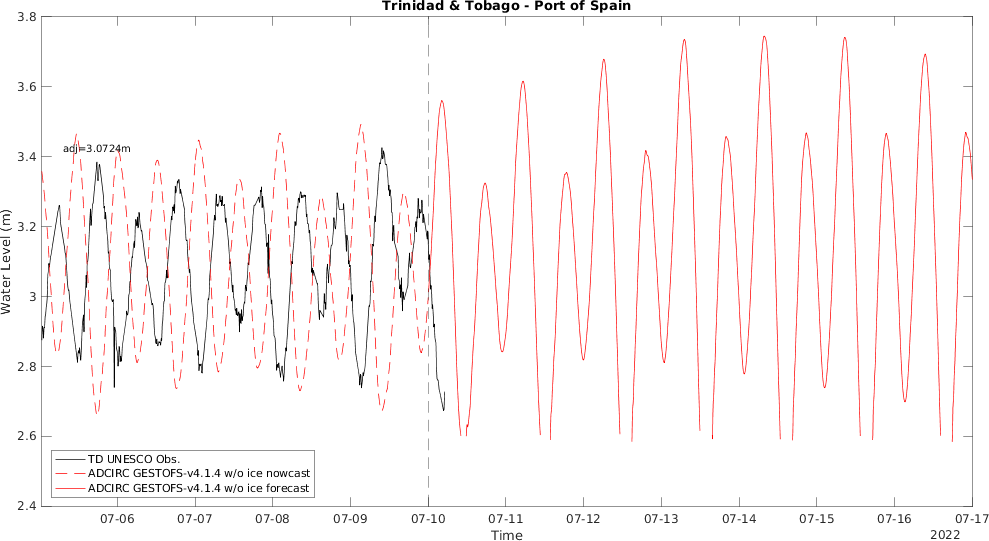 Trinidad & Tobago - Port of Spain
3.8
3.6
3.4
3.2
3
2.8
2.6
2.4
Water Level (m)
adj=3.0724m
TD UNESCO Obs.
ADCIRC GESTOFS-v4.1.4 w/o ice nowcast
ADCIRC GESTOFS-v4.1.4 w/o ice forecast
07-06 07-07 07-08 07-09 07-10 07-11 07-12 07-13 07-14 07-15 07-16 07-17
Time
2022